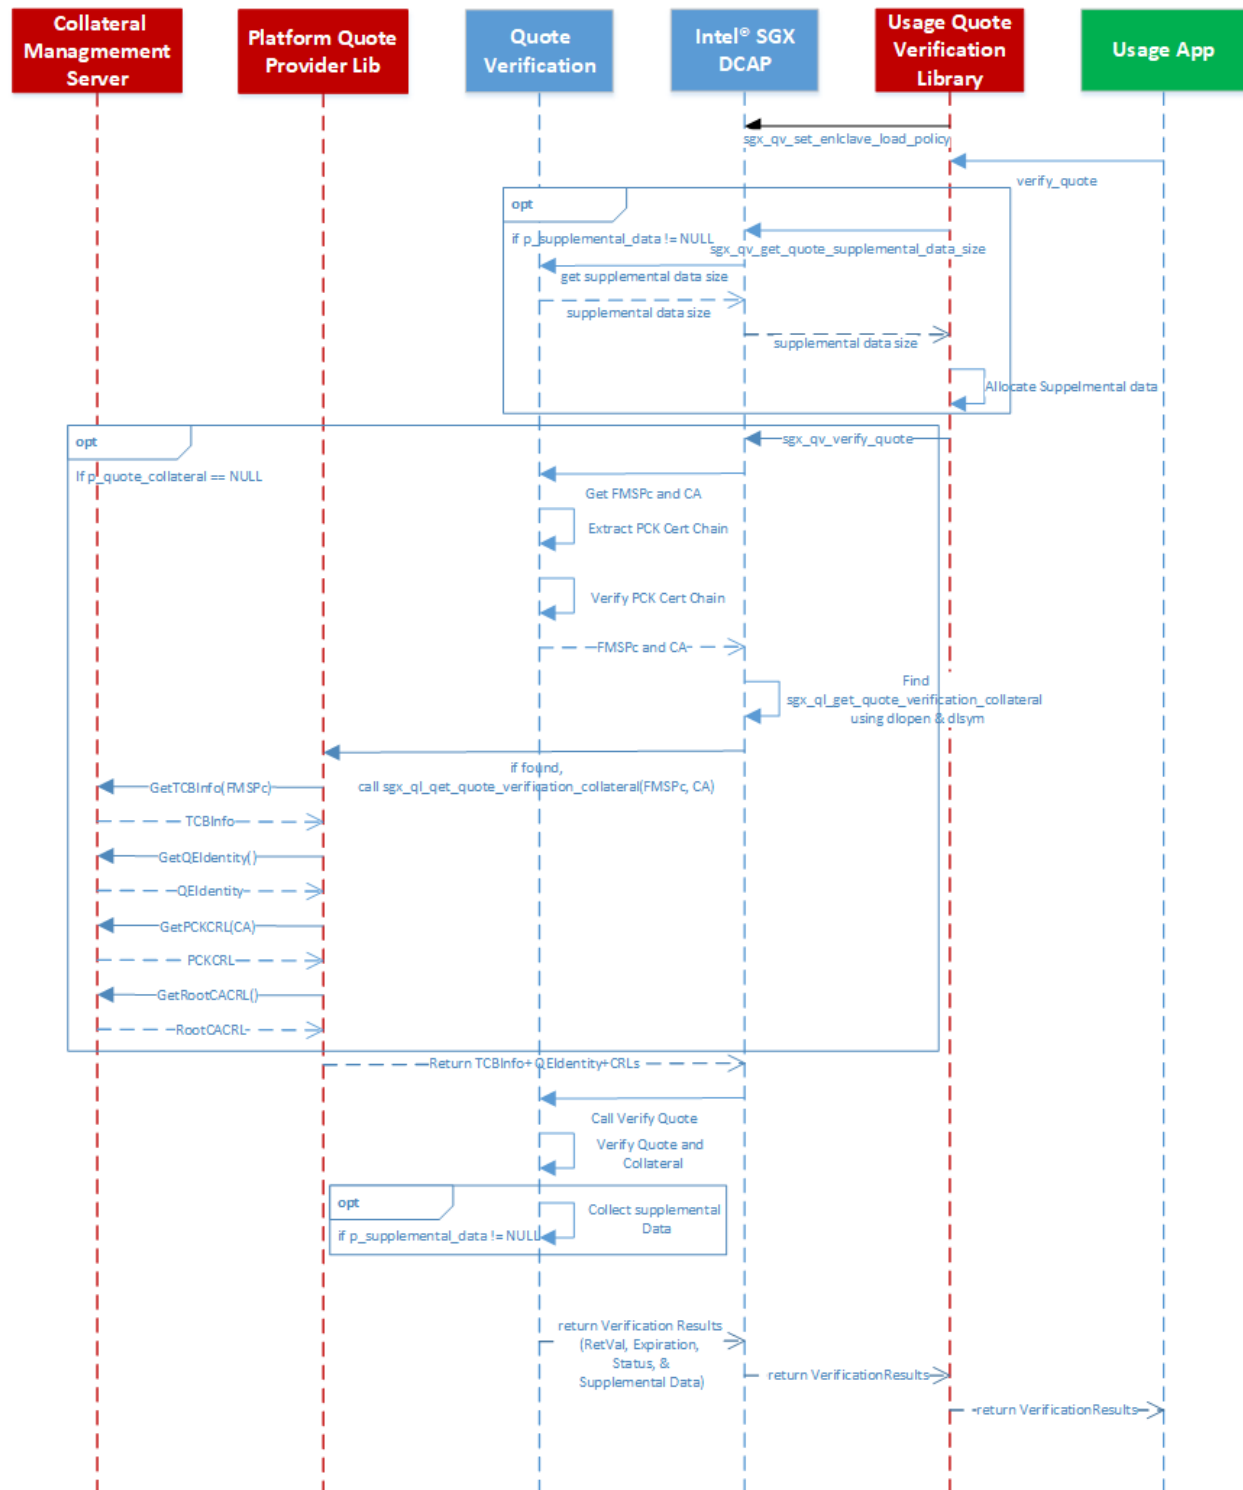 Collateral
Managmement
Server
Platform Quote
Provider Lib
Quote
Verification
Intel® SGX
DCAP
Usage Quote
Verification
Library
Usage App
sgx_qv_set_enlclave_load_policy
verify_quote
opt
if p_supplemental_data != NULL
sgx_qv_get_quote_supplemental_data_size
get supplemental data size
supplemental data size
supplemental data size
Allocate Suppelmental data
opt
sgx_qv_verify_quote
If p_quote_collateral == NULL
Get FMSPc and CA
Extract PCK Cert Chain
Verify PCK Cert Chain
FMSPc and CA
Find
sgx_ql_get_quote_verification_collateral
using dlopen & dlsym
if found,
call sgx_ql_qet_quote_verification_collateral(FMSPc, CA)
GetTCBInfo(FMSPc)
TCBInfo
GetQEIdentity()
QEIdentity
GetPCKCRL(CA)
PCKCRL
GetRootCACRL()
RootCACRL
Return TCBInfo+QEIdentity+CRLs
Call Verify Quote
Verify Quote and
Collateral
opt
Collect supplemental
Data
if p_supplemental_data != NULL
return Verification Results
(RetVal, Expiration,
Status, &
Supplemental Data)
return VerificationResults
return VerificationResults